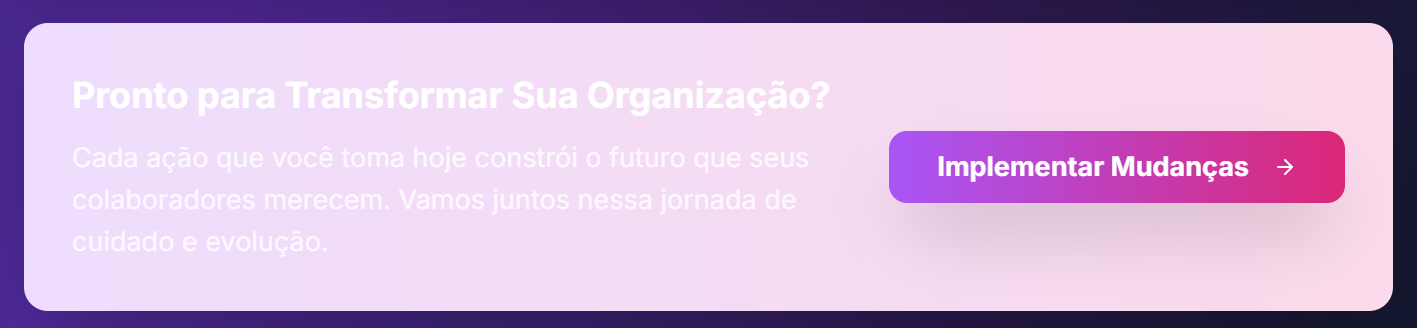 Pronto para Transformar Sua Organização?
Cada ação que você toma hoje constrói o futuro que seus
colaboradores merecem. Vamos juntos nessa jornada de
cuidado e evolução.
Implementar Mudanças →